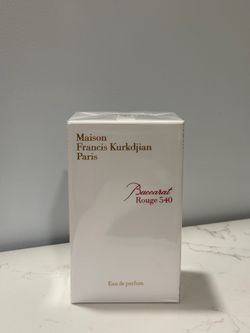 Maison
Francis Kurkdjian
Paris
Baccarat
Rouge 540
Eau de parfum